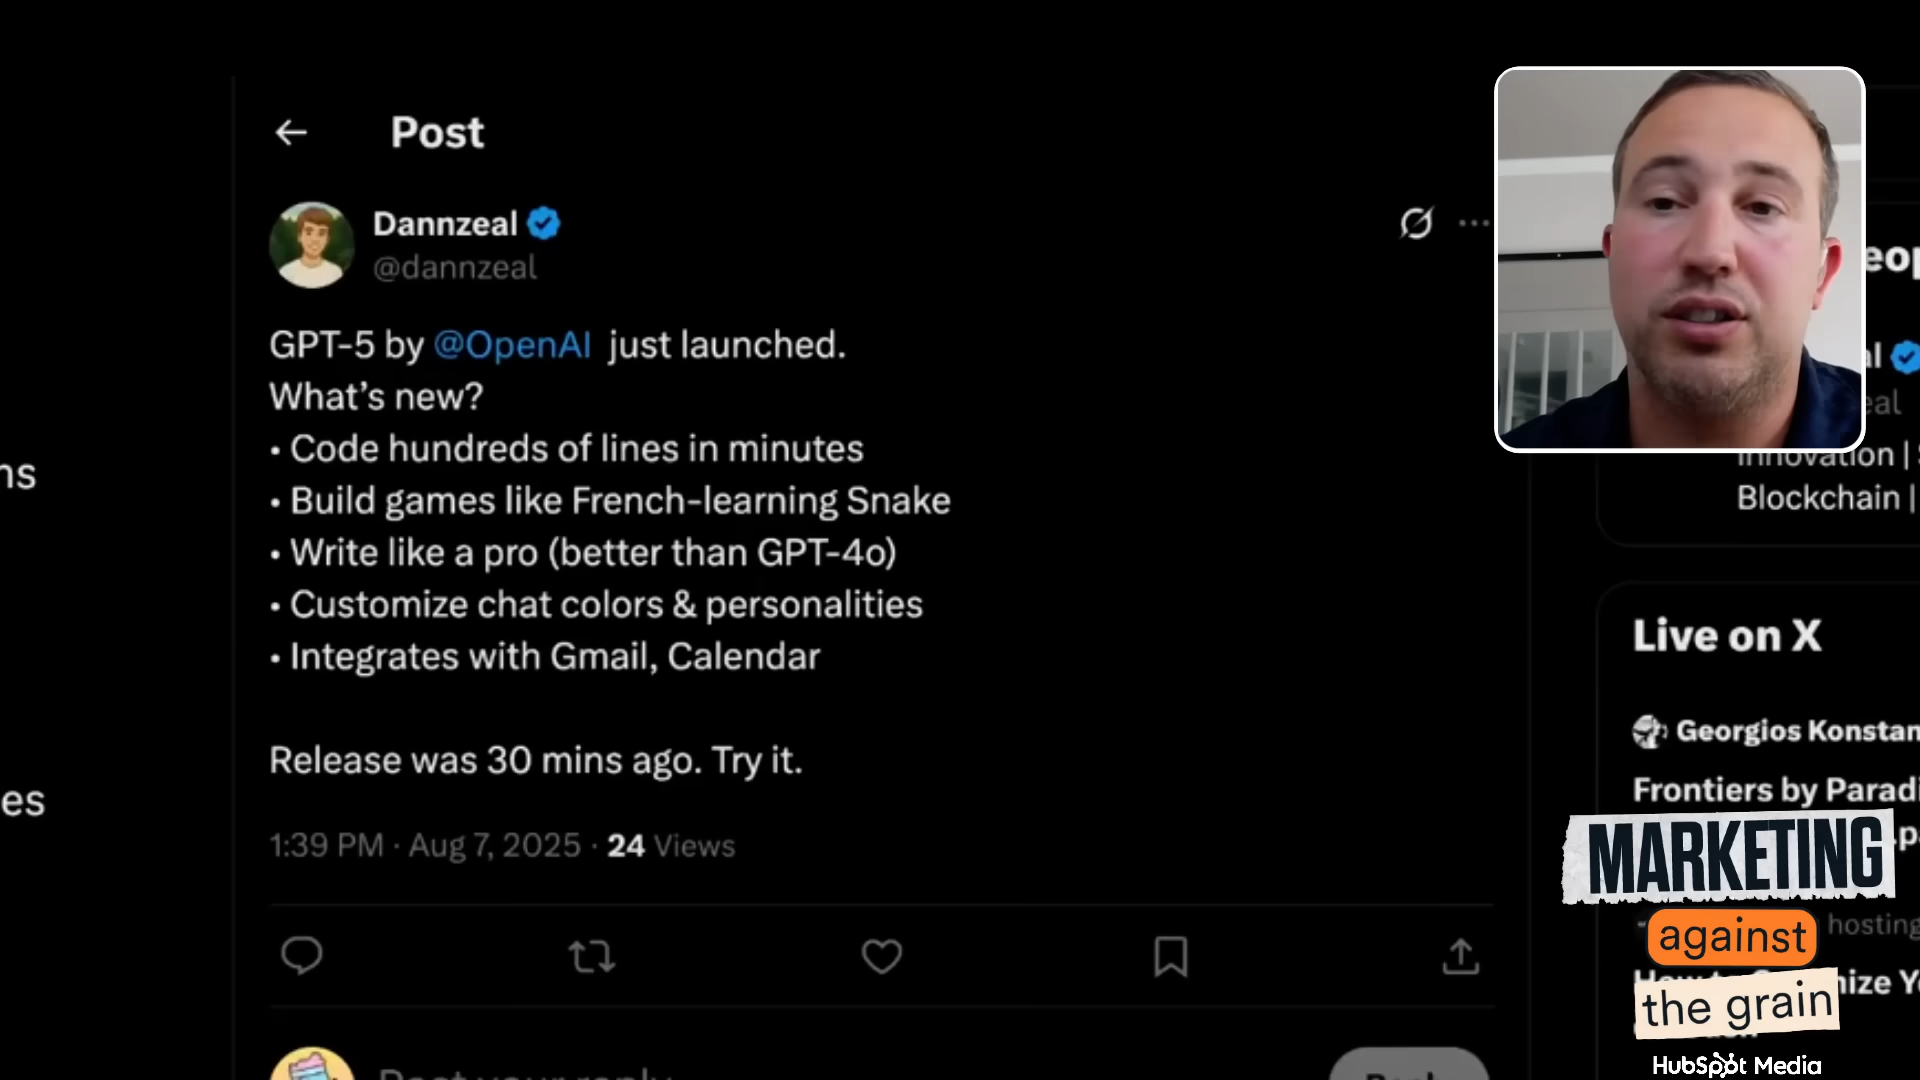 Post
Dannzeal
@dannzeal
GPT-5 by @OpenAI just launched.
What's new?
• Code hundreds of lines in minutes
• Build games like French-learning Snake
• Write like a pro (better than GPT-4o)
• Customize chat colors & personalities
• Integrates with Gmail, Calendar
Release was 30 mins ago. Try it.
1:39 PM · Aug 7, 2025 · 24 Views
Blockchain |
Live on X
Georgios Konstan
Frontiers by Paradi
hosting
MARKETING
against
the grain
HubSpot Media